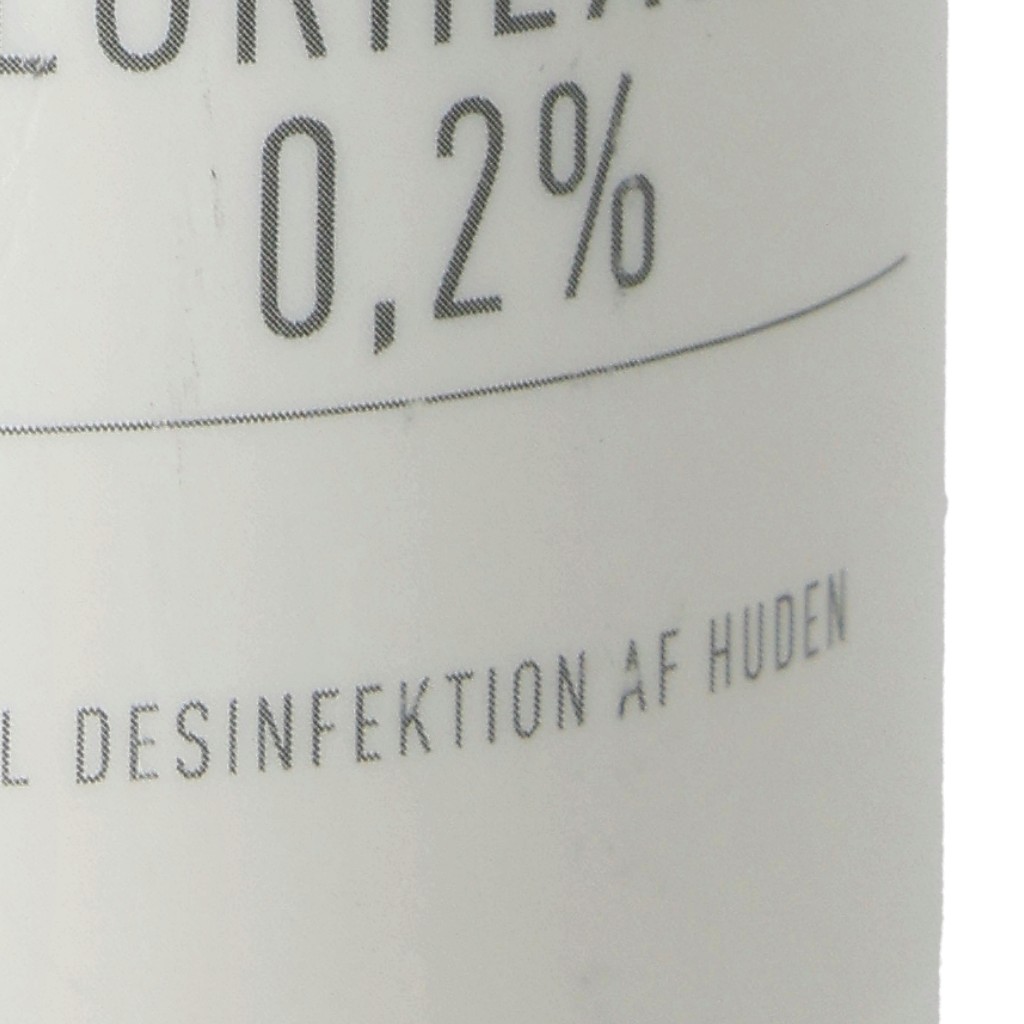 0,2%
L DESINFEKTION AF HUDEN